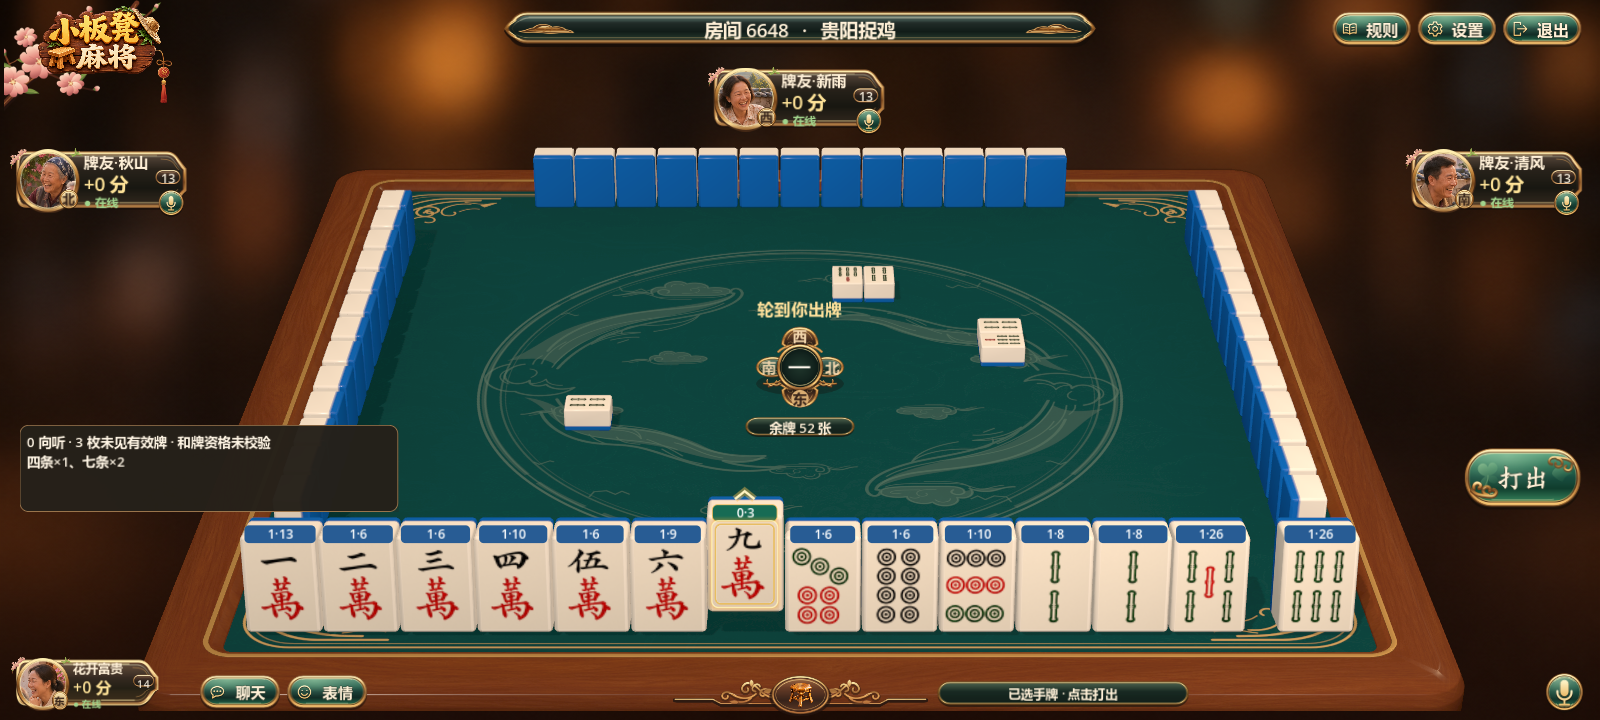 小板凳
麻将
房间 6648 · 贵阳捉鸡
规则
设置
退出
牌友·新雨
+0 分
13
西
在线
牌友·秋山
+0 分
13
北
在线
牌友·清风
+0 分
13
南
在线
轮到你出牌
西
南
一
北
东
余牌 52 张
0 向听 · 3 枚未见有效牌 · 和牌资格未校验
四条×1、七条×2
打出
1·13
1·6
1·6
1·10
1·6
1·9
0·3
1·6
1·6
1·10
1·8
1·8
1·26
1·26
一萬
二萬
三萬
四萬
伍萬
六萬
九萬
花开富贵
+0 分
14
东
在线
聊天
表情
已选手牌 · 点击打出